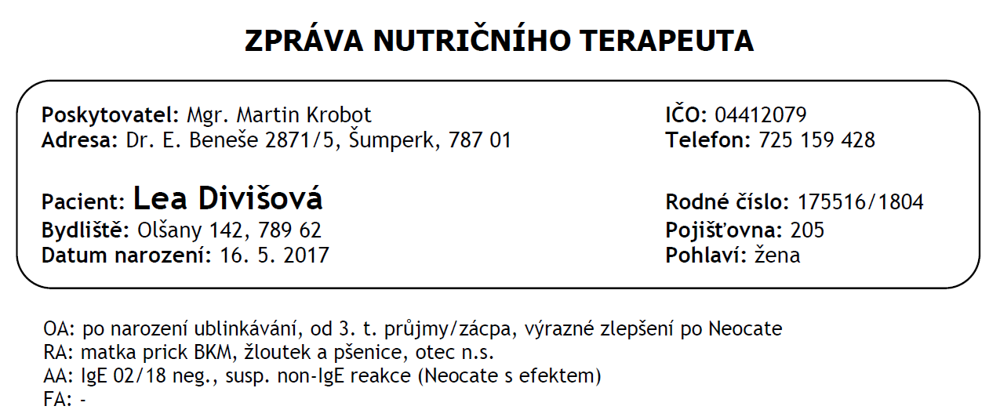 ZPRÁVA NUTRIČNÍHO TERAPEUTA
Poskytovatel: Mgr. Martin Krobot IČO: 04412079
Adresa: Dr. E. Beneše 2871/5, Šumperk, 787 01 Telefon: 725 159 428
Pacient: Lea Divišová Rodné číslo: 175516/1804
Bydliště: Olšany 142, 789 62 Pojišťovna: 205
Datum narození: 16. 5. 2017 Pohlaví: žena
OA: po narození ublinkávání, od 3. t. průjmy/zácpa, výrazné zlepšení po Neocate
RA: matka prick BKM, žloutek a pšenice, otec n.s.
AA: IgE 02/18 neg., susp. non-IgE reakce (Neocate s efektem)
FA: -